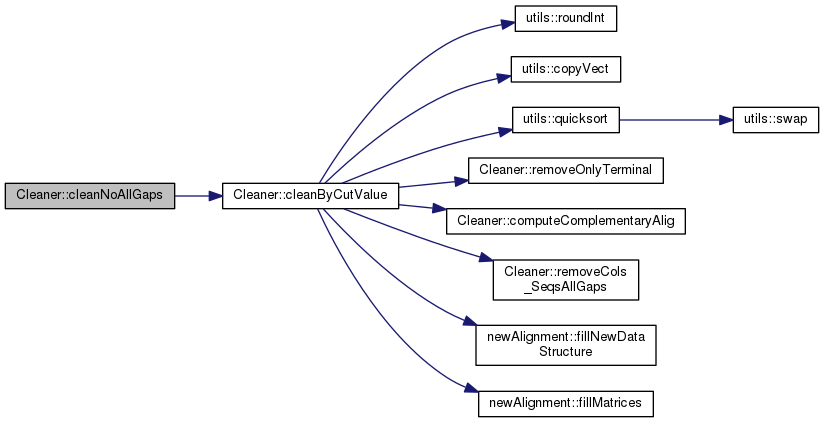 Cleaner::cleanNoAllGaps
Cleaner::cleanByCutValue
utils::roundInt
utils::copyVect
utils::quicksort
utils::swap
Cleaner::removeOnlyTerminal
Cleaner::computeComplementaryAlig
Cleaner::removeCols
_SeqsAllGaps
newAlignment::fillNewData
Structure
newAlignment::fillMatrices